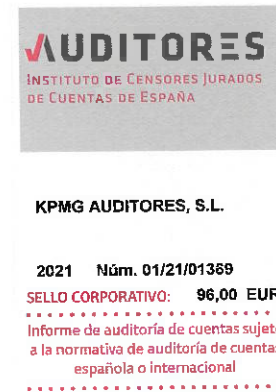 AUDITORES
INSTITUTO DE CENSORES JURADOS
DE CUENTAS DE ESPAÑA
KPMG AUDITORES, S.L.
2021 Núm. 01/21/01369
SELLO CORPORATIVO: 96,00 EUR
Informe de auditoría de cuentas sujet
a la normativa de auditoría de cuentas
española o internacional